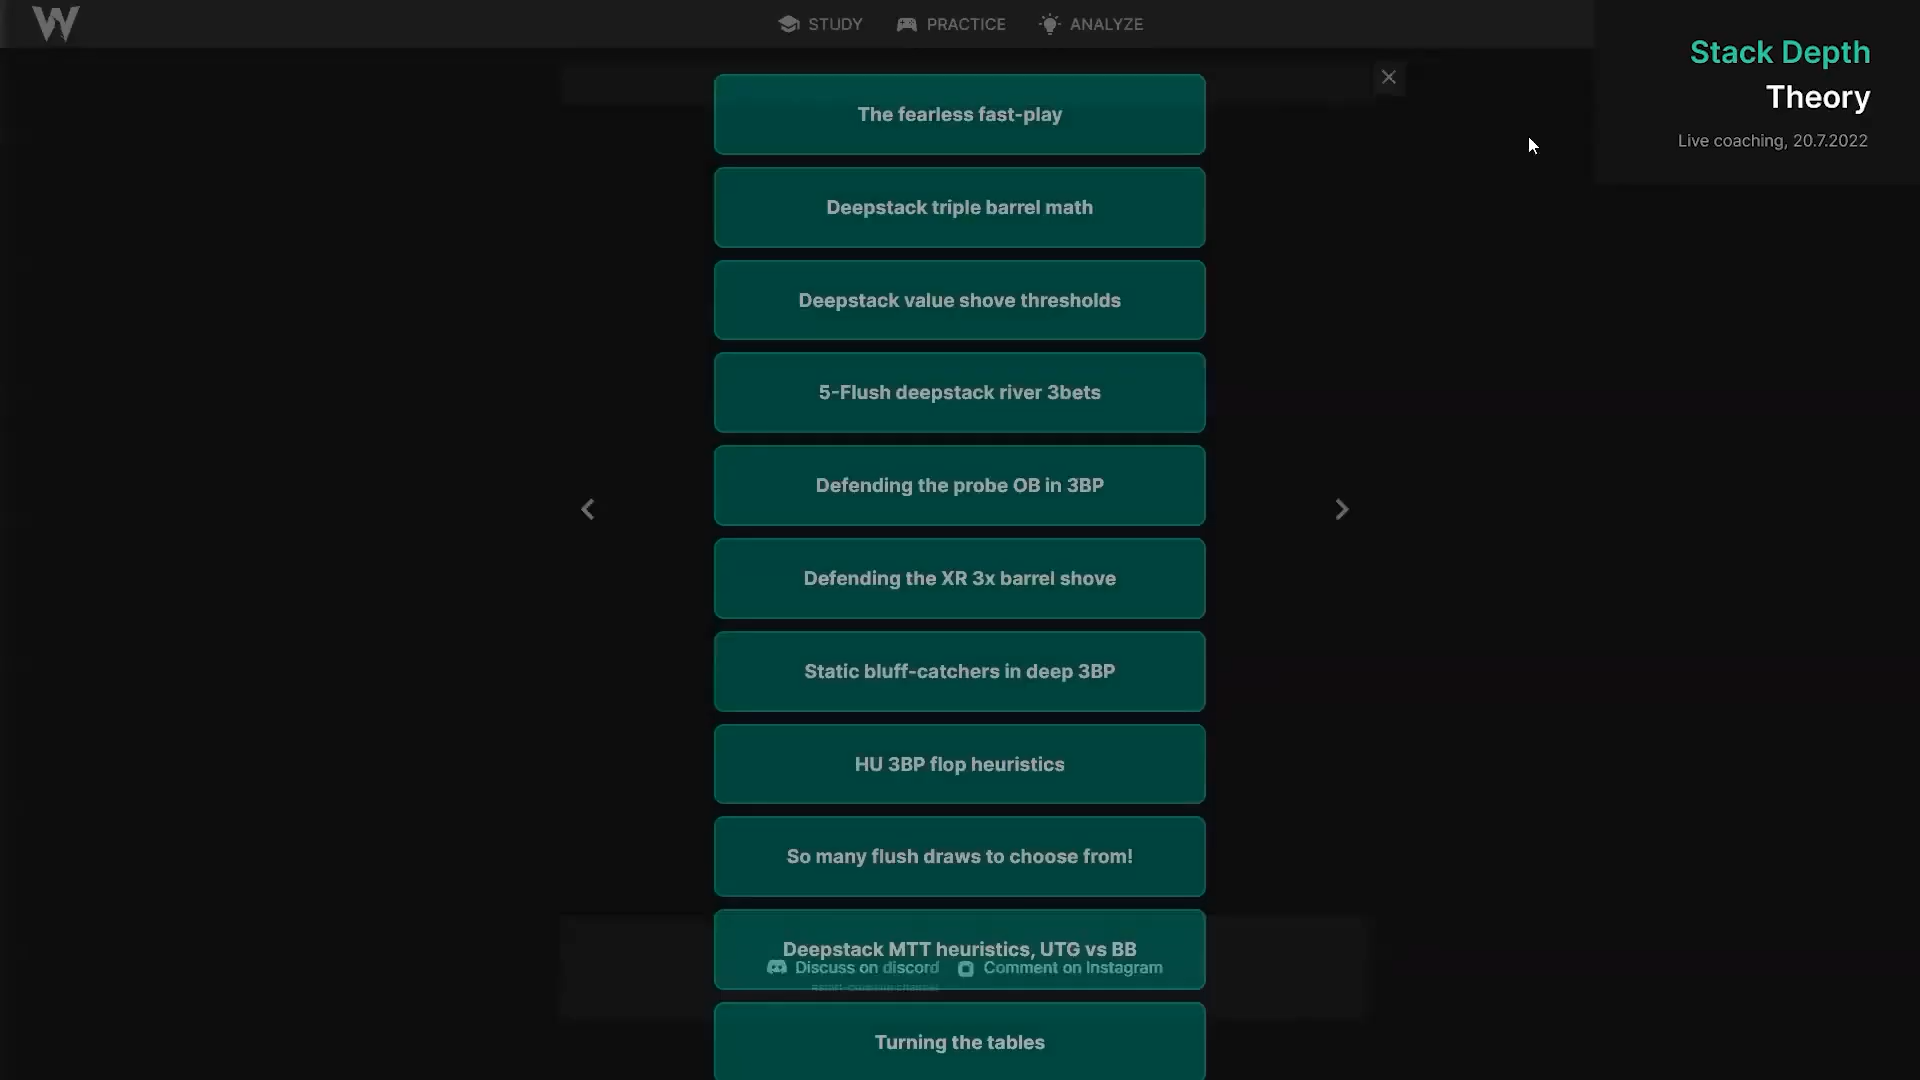 W
STUDY
PRACTICE
ANALYZE
Stack Depth
Theory
Live coaching, 20.7.2022
The fearless fast-play
Deepstack triple barrel math
Deepstack value shove thresholds
5-Flush deepstack river 3bets
Defending the probe OB in 3BP
Defending the XR 3x barrel shove
Static bluff-catchers in deep 3BP
HU 3BP flop heuristics
So many flush draws to choose from!
Deepstack MTT heuristics, UTG vs BB
Discuss on discord
Comment on Instagram
Turning the tables